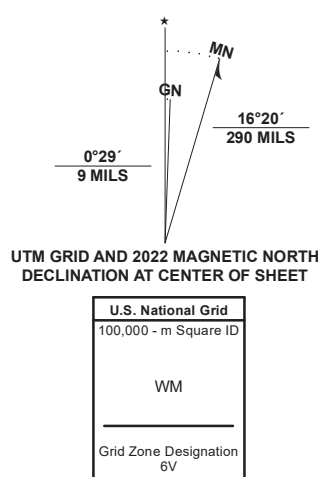 ★
MN
GN
16°20´
290 MILS
0°29´
9 MILS
UTM GRID AND 2022 MAGNETIC NORTH
DECLINATION AT CENTER OF SHEET
U.S. National Grid
100,000 - m Square ID
WM
Grid Zone Designation
6V